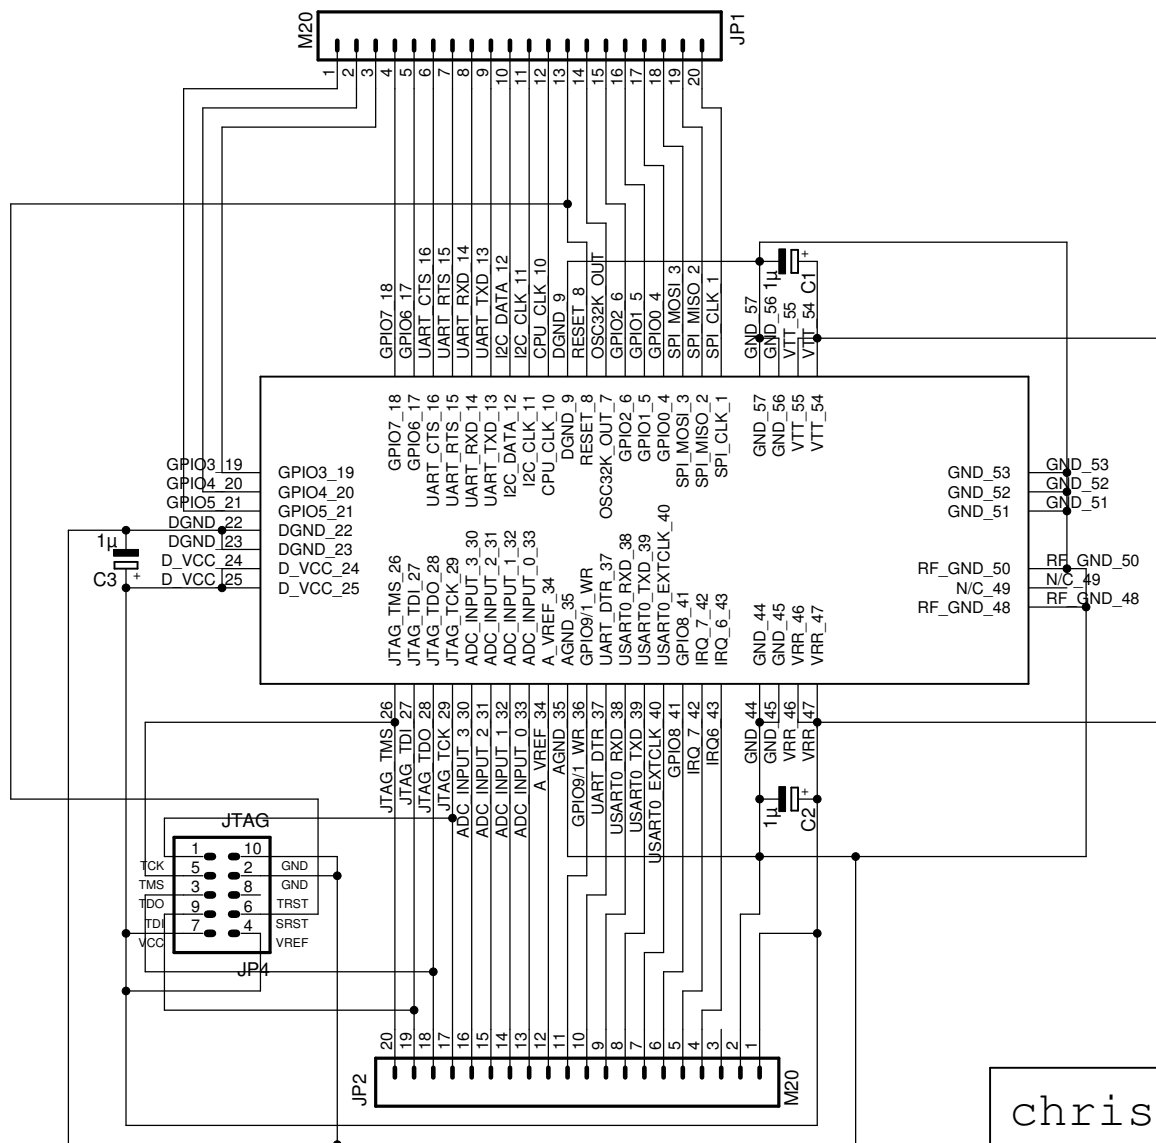 M20
JP1
1 2 3 4 5 6 7 8 9 10 11 12 13 14 15 16 17 18 19 20
GPIO7_18
GPIO6_17
UART_CTS_16
UART_RTS_15
UART_RXD_14
UART_TXD_13
I2C_DATA_12
I2C_CLK_11
CPU_CLK_10
DGND_9
RESET_8
OSC32K_OUT
GPIO2_6
GPIO1_5
GPIO0_4
SPI_MOSI_3
SPI_MISO_2
SPI_CLK_1
GND_57
GND_56
VTT_55
VTT_54
1µ
+
C1
GPIO7_18
GPIO6_17
UART_CTS_16
UART_RTS_15
UART_RXD_14
UART_TXD_13
I2C_DATA_12
I2C_CLK_11
CPU_CLK_10
DGND_9
RESET_8
OSC32K_OUT_7
GPIO2_6
GPIO1_5
GPIO0_4
SPI_MOSI_3
SPI_MISO_2
SPI_CLK_1
GND_57
GND_56
VTT_55
VTT_54
GPIO3_19 GPIO3_19
GPIO4_20 GPIO4_20
GPIO5_21 GPIO5_21
DGND_22 DGND_22
DGND_23 DGND_23
D_VCC_24 D_VCC_24
D_VCC_25 D_VCC_25
1µ
C3
+
GND_53 GND_53
GND_52 GND_52
GND_51 GND_51
RF_GND_50 RF_GND_50
N/C_49 N/C_49
RF_GND_48 RF_GND_48
JTAG_TMS_26
JTAG_TDI_27
JTAG_TDO_28
JTAG_TCK_29
ADC_INPUT_3_30
ADC_INPUT_2_31
ADC_INPUT_1_32
ADC_INPUT_0_33
A_VREF_34
AGND_35
GPIO9/1_WR
UART_DTR_37
USART0_RXD_38
USART0_TXD_39
USART0_EXTCLK_40
GPIO8_41
IRQ_7_42
IRQ_6_43
GND_44
GND_45
VRR_46
VRR_47
JTAG_TMS_26
JTAG_TDI_27
JTAG_TDO_28
JTAG_TCK_29
ADC_INPUT_3_30
ADC_INPUT_2_31
ADC_INPUT_1_32
ADC_INPUT_0_33
A_VREF_34
AGND_35
GPIO9/1_WR_36
UART_DTR_37
USART0_RXD_38
USART0_TXD_39
USART0_EXTCLK_40
GPIO8_41
IRQ_7_42
IRQ6_43
GND_44
GND_45
VRR_46
VRR_47
1µ
+
C2
JTAG
1 10
TCK GND
5 2
TMS GND
3 8
TDO TRST
9 6
TDI SRST
7 4
VCC VREF
JP4
20 19 18 17 16 15 14 13 12 11 10 9 8 7 6 5 4 3 2 1
JP2
M20
chris